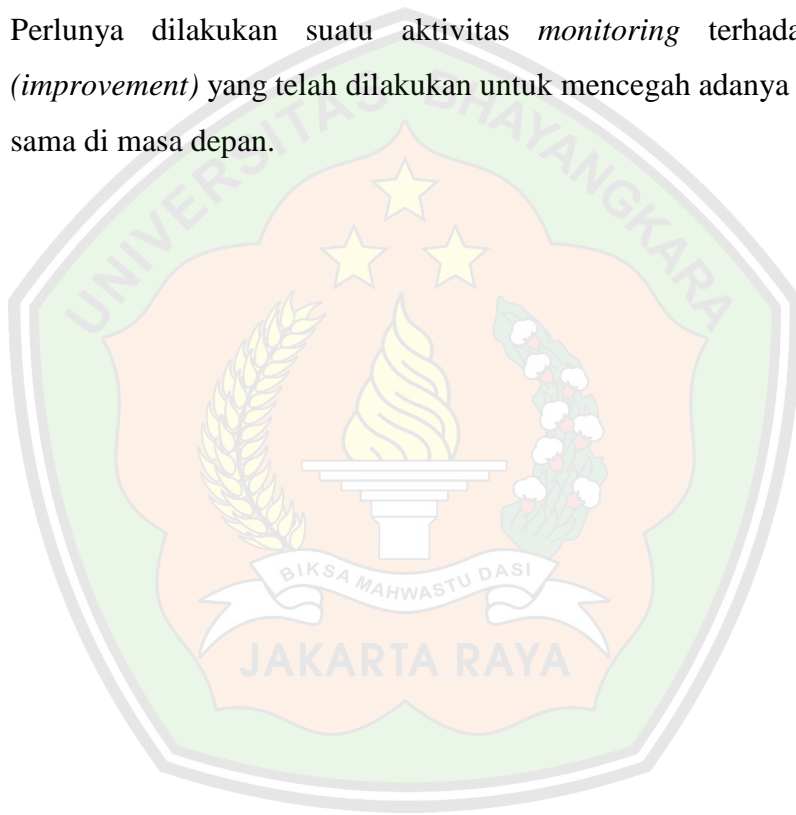 Perlunya dilakukan suatu aktivitas monitoring terhada
(improvement) yang telah dilakukan untuk mencegah adanya
sama di masa depan.
UNIVERSITAS BHAYANGKARA
BIKSA MAHWASTU DASI
JAKARTA RAYA